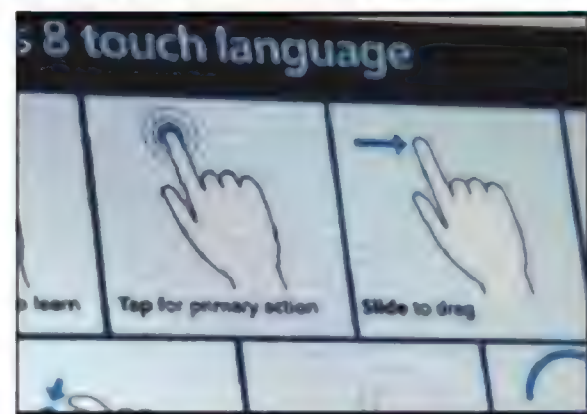 s 8 touch language
p learn
Tap for primary action
Slide to drag